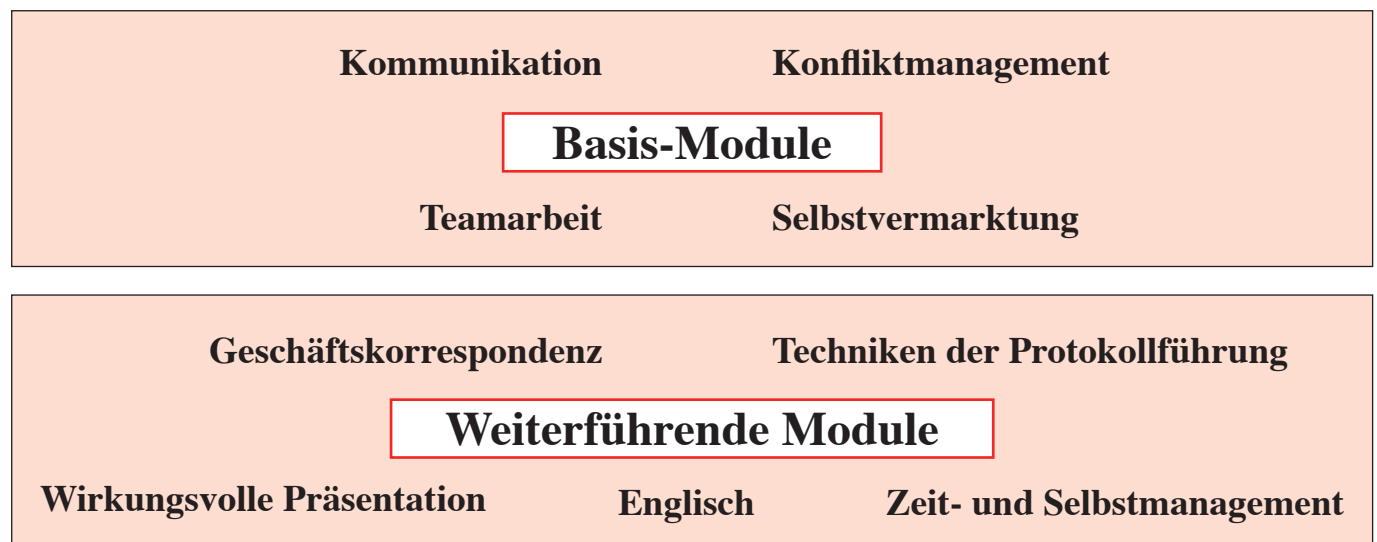 Kommunikation Konfliktmanagement
Basis-Module
Teamarbeit Selbstvermarktung
Geschäftskorrespondenz Techniken der Protokollführung
Weiterführende Module
Wirkungsvolle Präsentation Englisch Zeit- und Selbstmanagement